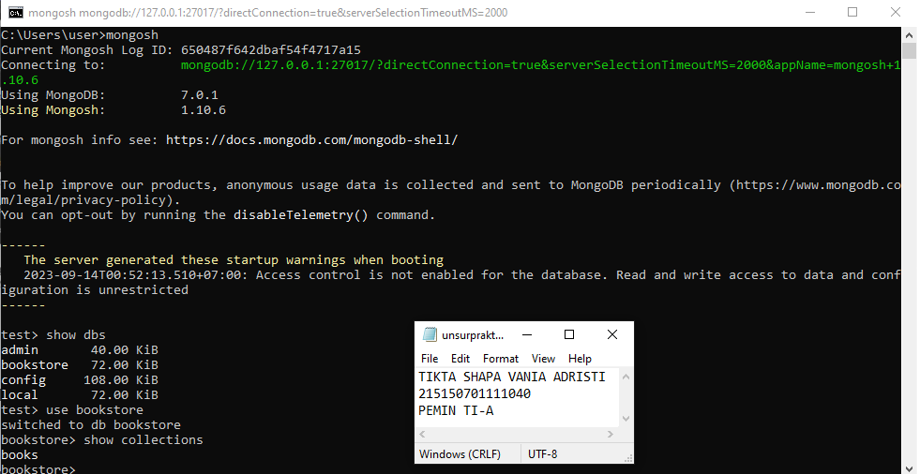 mongosh mongodb://127.0.0.1:27017/?directConnection=true&serverSelectionTimeoutMS=2000
C:\Users\user>mongosh
Current Mongosh Log ID: 650487f642dbaf54f4717a15
Connecting to:          mongodb://127.0.0.1:27017/?directConnection=true&serverSelectionTimeoutMS=2000&appName=mongosh+1
.10.6
Using MongoDB:          7.0.1
Using Mongosh:          1.10.6
For mongosh info see: https://docs.mongodb.com/mongodb-shell/
To help improve our products, anonymous usage data is collected and sent to MongoDB periodically (https://www.mongodb.co
m/legal/privacy-policy).
You can opt-out by running the disableTelemetry() command.
------
   The server generated these startup warnings when booting
   2023-09-14T00:52:13.510+07:00: Access control is not enabled for the database. Read and write access to data and conf
iguration is unrestricted
------
test> show dbs
admin       40.00 KiB
bookstore   72.00 KiB
config     108.00 KiB
local       72.00 KiB
test> use bookstore
switched to db bookstore
bookstore> show collections
books
bookstore>
unsurprakt...
File Edit Format View Help
TIKTA SHAPA VANIA ADRISTI
215150701111040
PEMIN TI-A
Windows (CRLF) UTF-8